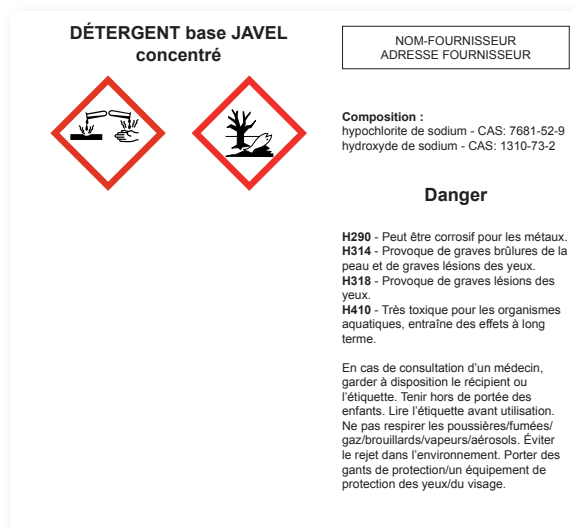 DÉTERGENT base JAVEL
concentré
NOM-FOURNISSEUR
ADRESSE FOURNISSEUR
Composition :
hypochlorite de sodium - CAS: 7681-52-9
hydroxyde de sodium - CAS: 1310-73-2
Danger
H290 - Peut être corrosif pour les métaux.
H314 - Provoque de graves brûlures de la
peau et de graves lésions des yeux.
H318 - Provoque de graves lésions des
yeux.
H410 - Très toxique pour les organismes
aquatiques, entraîne des effets à long
terme.
En cas de consultation d’un médecin,
garder à disposition le récipient ou
l’étiquette. Tenir hors de portée des
enfants. Lire l’étiquette avant utilisation.
Ne pas respirer les poussières/fumées/
gaz/brouillards/vapeurs/aérosols. Éviter
le rejet dans l’environnement. Porter des
gants de protection/un équipement de
protection des yeux/du visage.